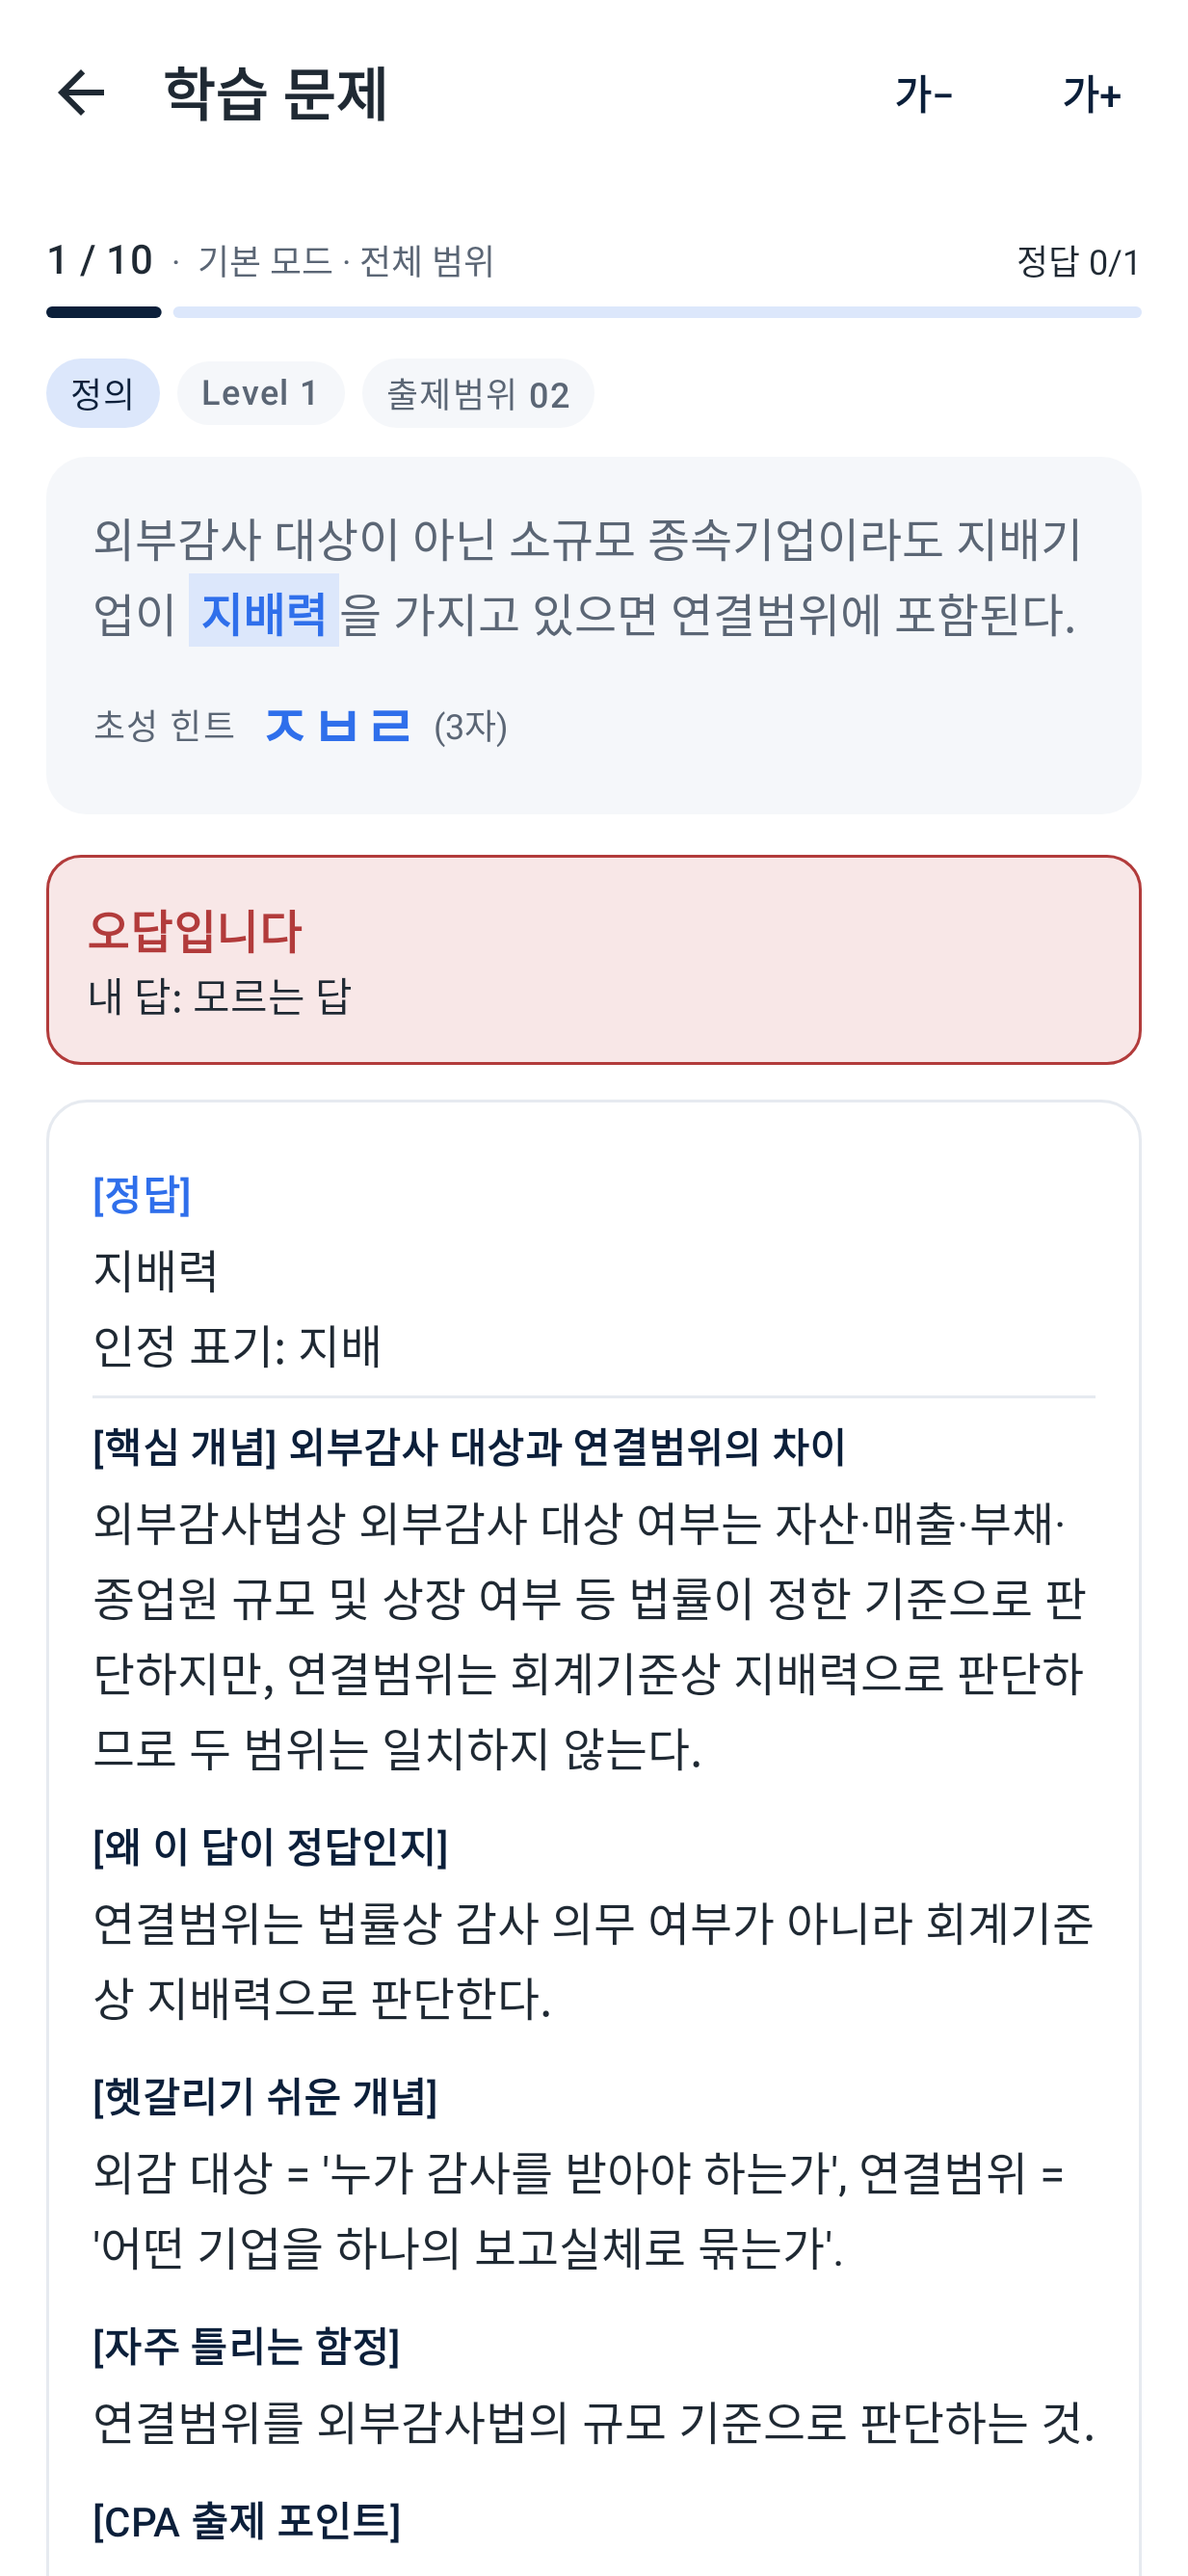 학습 문제
가-
가+
1 / 10 · 기본 모드 · 전체 범위
정답 0/1
정의
Level 1
출제범위 02
외부감사 대상이 아닌 소규모 종속기업이라도 지배기
업이 지배력을 가지고 있으면 연결범위에 포함된다.
초성 힌트 ㅈㅂㄹ (3자)
오답입니다
내 답: 모르는 답
[정답]
지배력
인정 표기: 지배
[핵심 개념] 외부감사 대상과 연결범위의 차이
외부감사법상 외부감사 대상 여부는 자산·매출·부채·
종업원 규모 및 상장 여부 등 법률이 정한 기준으로 판
단하지만, 연결범위는 회계기준상 지배력으로 판단하
므로 두 범위는 일치하지 않는다.
[왜 이 답이 정답인지]
연결범위는 법률상 감사 의무 여부가 아니라 회계기준
상 지배력으로 판단한다.
[헷갈리기 쉬운 개념]
외감 대상 = '누가 감사를 받아야 하는가', 연결범위 =
'어떤 기업을 하나의 보고실체로 묶는가'.
[자주 틀리는 함정]
연결범위를 외부감사법의 규모 기준으로 판단하는 것.
[CPA 출제 포인트]